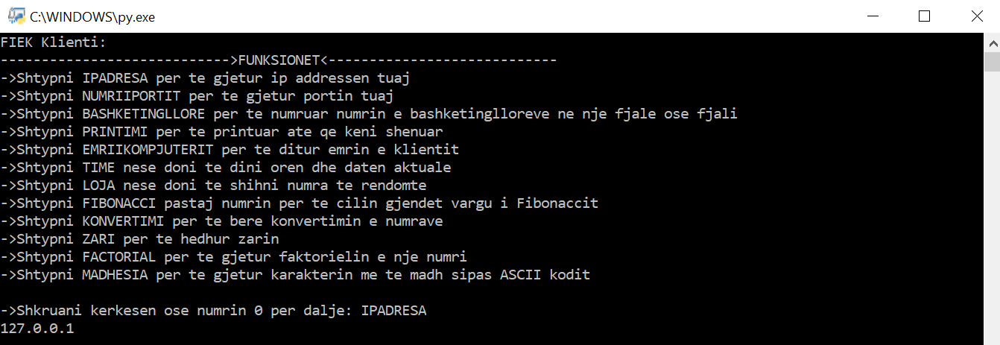 C:\WINDOWS\py.exe
FIEK Klienti:
---------------------------->FUNKSIONET<----------------------------
->Shtypni IPADRESA per te gjetur ip addressen tuaj
->Shtypni NUMRIIPORTIT per te gjetur portin tuaj
->Shtypni BASHKETINGLLORE per te numruar numrin e bashketinglloreve ne nje fjale ose fjali
->Shtypni PRINTIMI per te printuar ate qe keni shenuar
->Shtypni EMRIIKOMPJUTERIT per te ditur emrin e klientit
->Shtypni TIME nese doni te dini oren dhe daten aktuale
->Shtypni LOJA nese doni te shihni numra te rendomte
->Shtypni FIBONACCI pastaj numrin per te cilin gjendet vargu i Fibonaccit
->Shtypni KONVERTIMI per te bere konvertimin e numrave
->Shtypni ZARI per te hedhur zarin
->Shtypni FACTORIAL per te gjetur faktorielin e nje numri
->Shtypni MADHESIA per te gjetur karakterin me te madh sipas ASCII kodit
->Shkruani kerkesen ose numrin 0 per dalje: IPADRESA
127.0.0.1